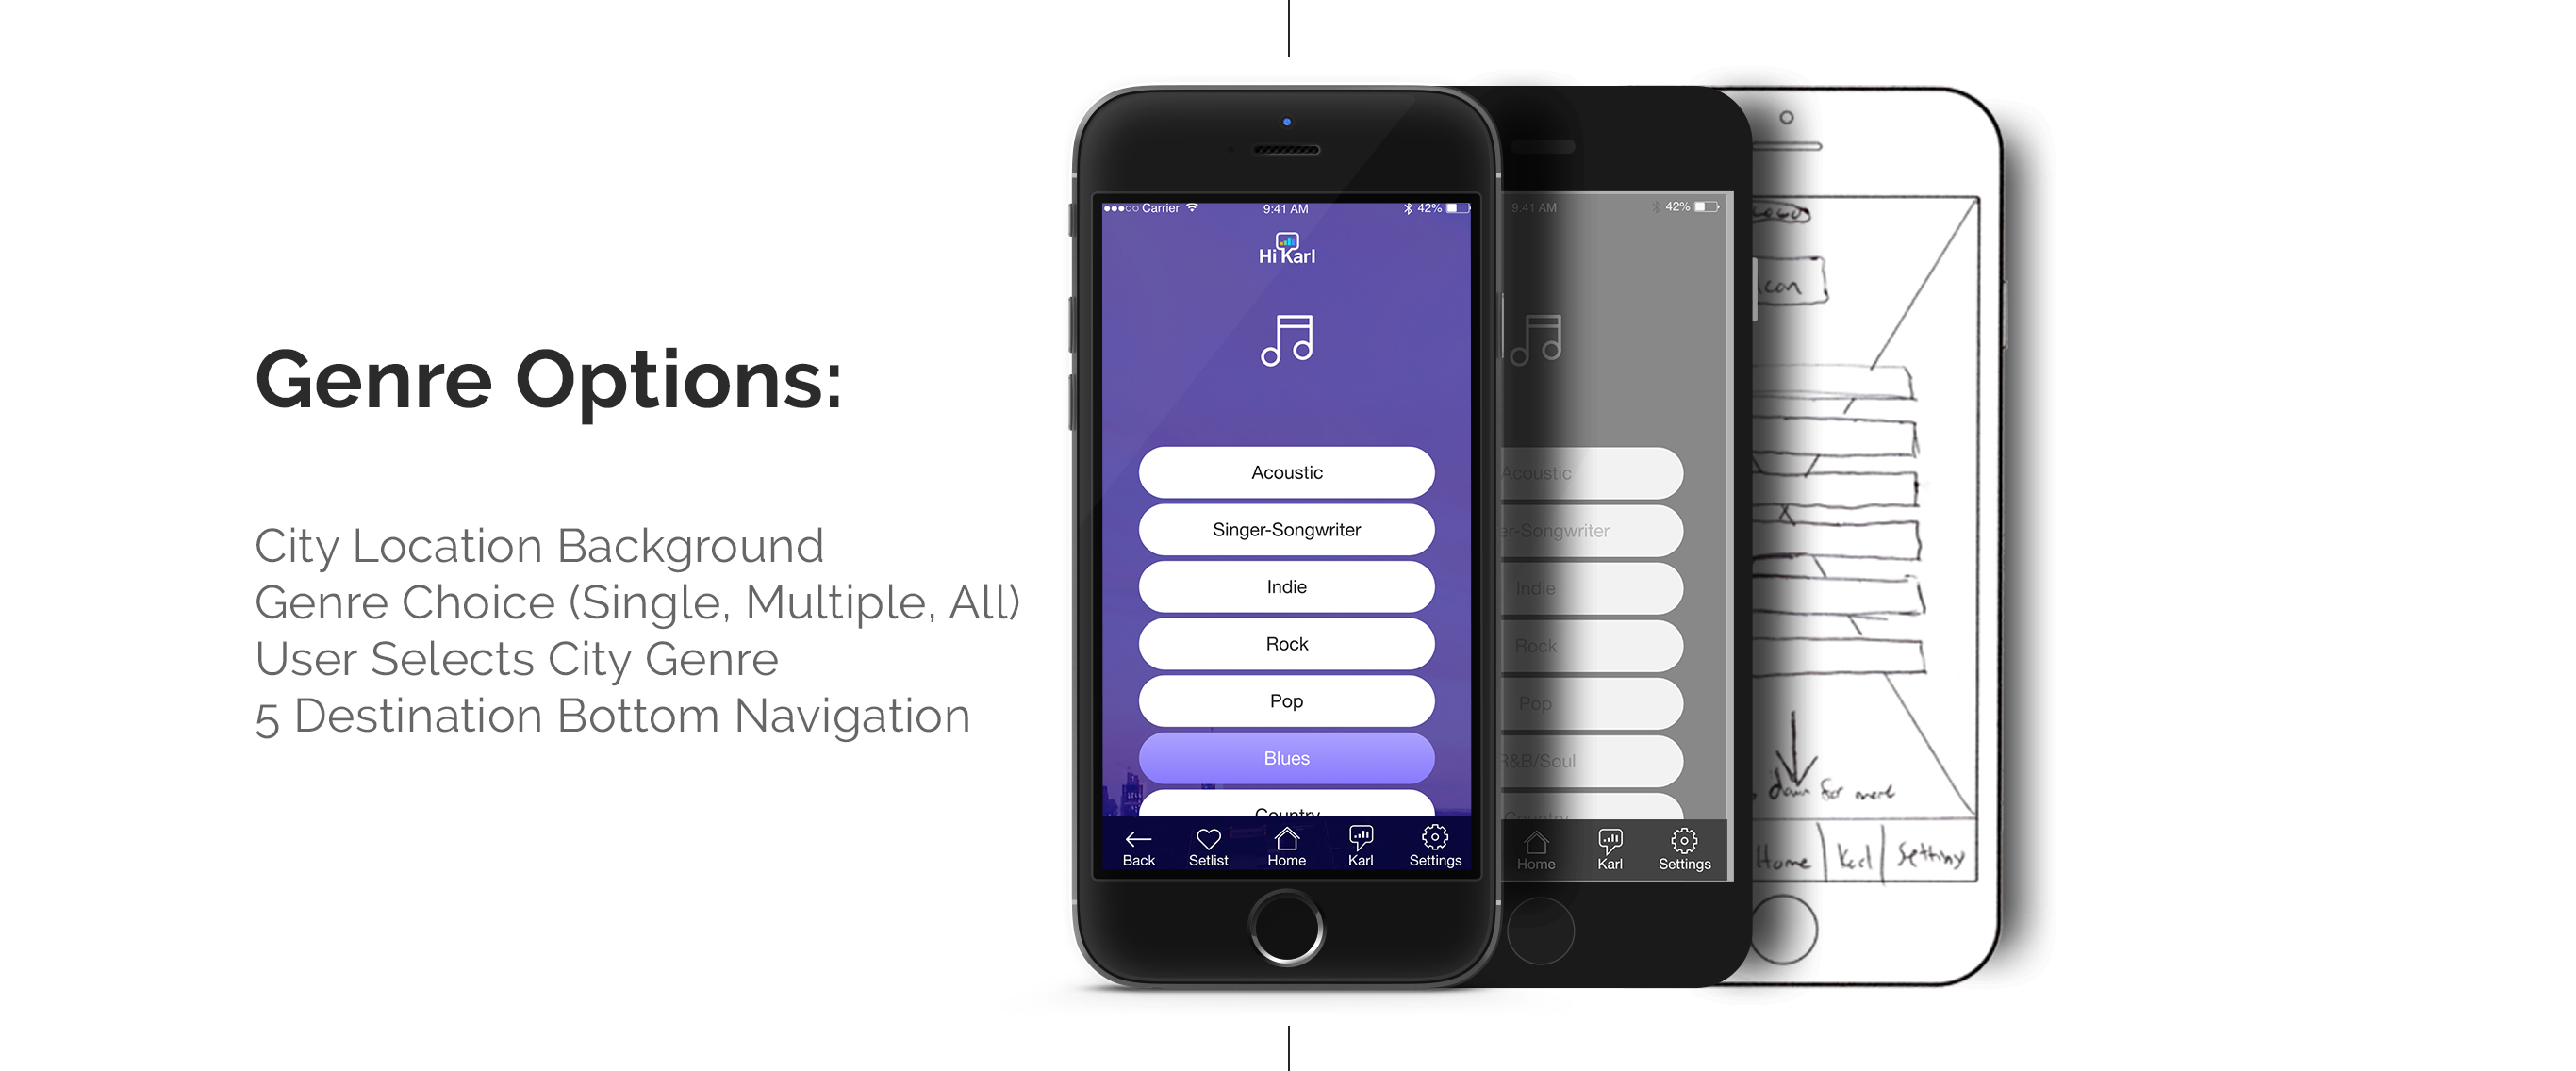 Genre Options:
City Location Background
Genre Choice (Single, Multiple, All)
User Selects City Genre
5 Destination Bottom Navigation
Carrier 9:41 AM 42%
Hi Karl
Acoustic
Singer-Songwriter
Indie
Rock
Pop
Blues
Country
Back Setlist Home Karl Settings
9:41 AM 42%
Acoustic
er-Songwriter
Indie
Rock
Pop
R&B/Soul
Country
Home Karl Settings
icon
down for more
Home Karl Setting